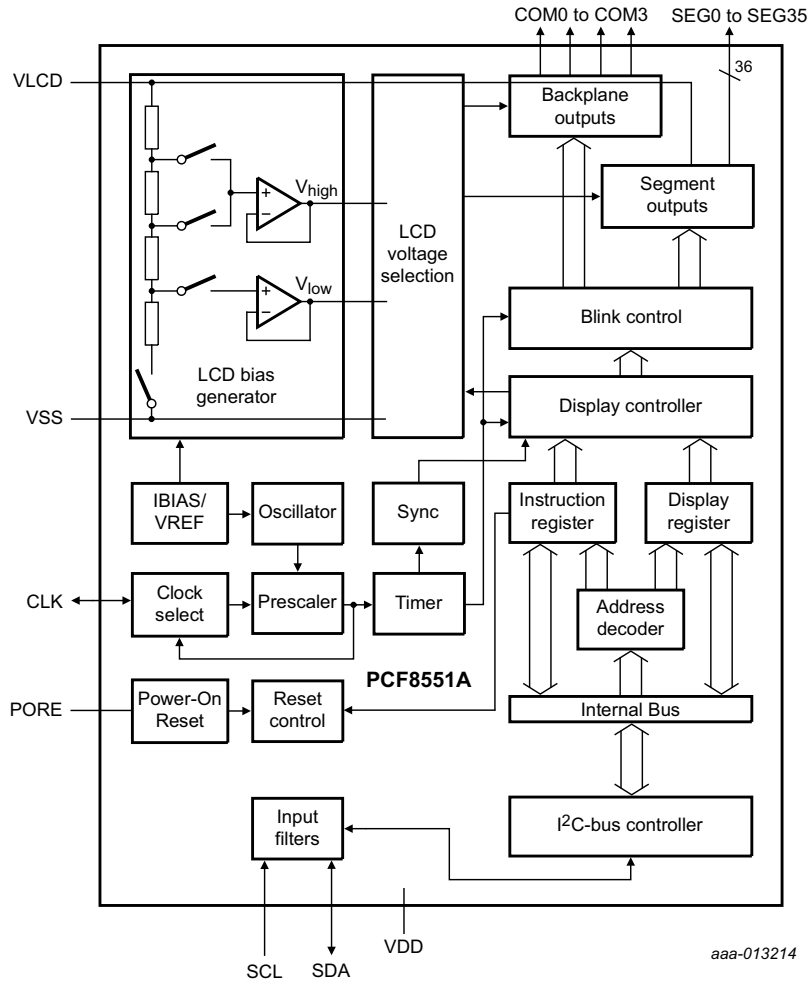 COM0 to COM3
SEG0 to SEG35
36
VLCD
Backplane
outputs
Vhigh
Segment
outputs
LCD
voltage
selection
Vlow
Blink control
LCD bias
generator
Display controller
VSS
IBIAS/
VREF
Oscillator
Sync
Instruction
register
Display
register
CLK
Clock
select
Prescaler
Timer
Address
decoder
PCF8551A
PORE
Power-On
Reset
Reset
control
Internal Bus
Input
filters
I2C-bus controller
VDD
SCL
SDA
aaa-013214
+
−
+
−